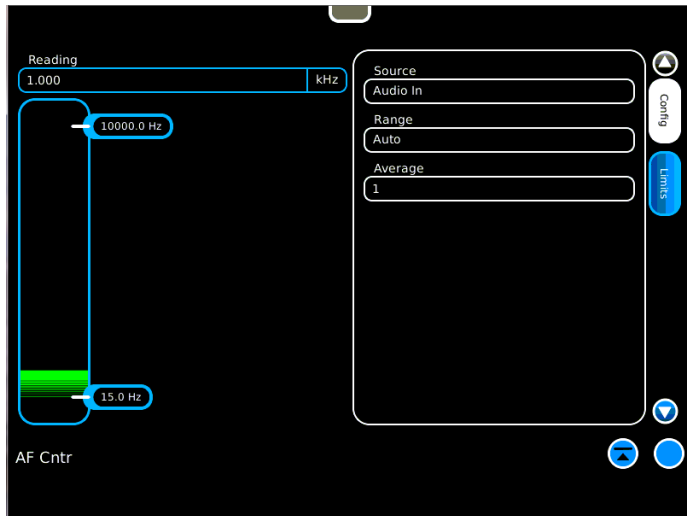 Reading
1.000 kHz
10000.0 Hz
15.0 Hz
Source
Audio In
Range
Auto
Average
1
Config
Limits
AF Cntr